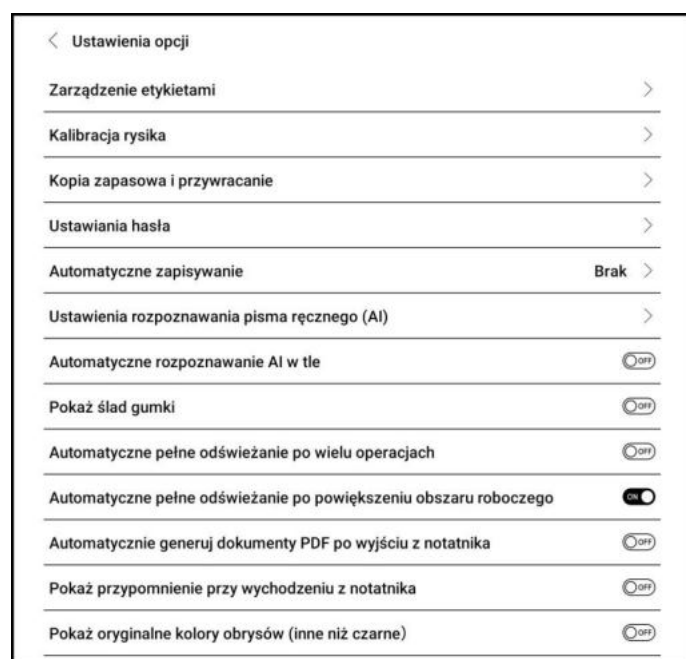 Ustawienia opcji
Zarządzenie etykietami
Kalibracja rysika
Kopia zapasowa i przywracanie
Ustawiania hasła
Automatyczne zapisywanie Brak
Ustawienia rozpoznawania pisma ręcznego (AI)
Automatyczne rozpoznawanie AI w tle OFF
Pokaż ślad gumki OFF
Automatyczne pełne odświeżanie po wielu operacjach OFF
Automatyczne pełne odświeżanie po powiększeniu obszaru roboczego ON
Automatycznie generuj dokumenty PDF po wyjściu z notatnika OFF
Pokaż przypomnienie przy wychodzeniu z notatnika OFF
Pokaż oryginalne kolory obrysów (inne niż czarne) OFF